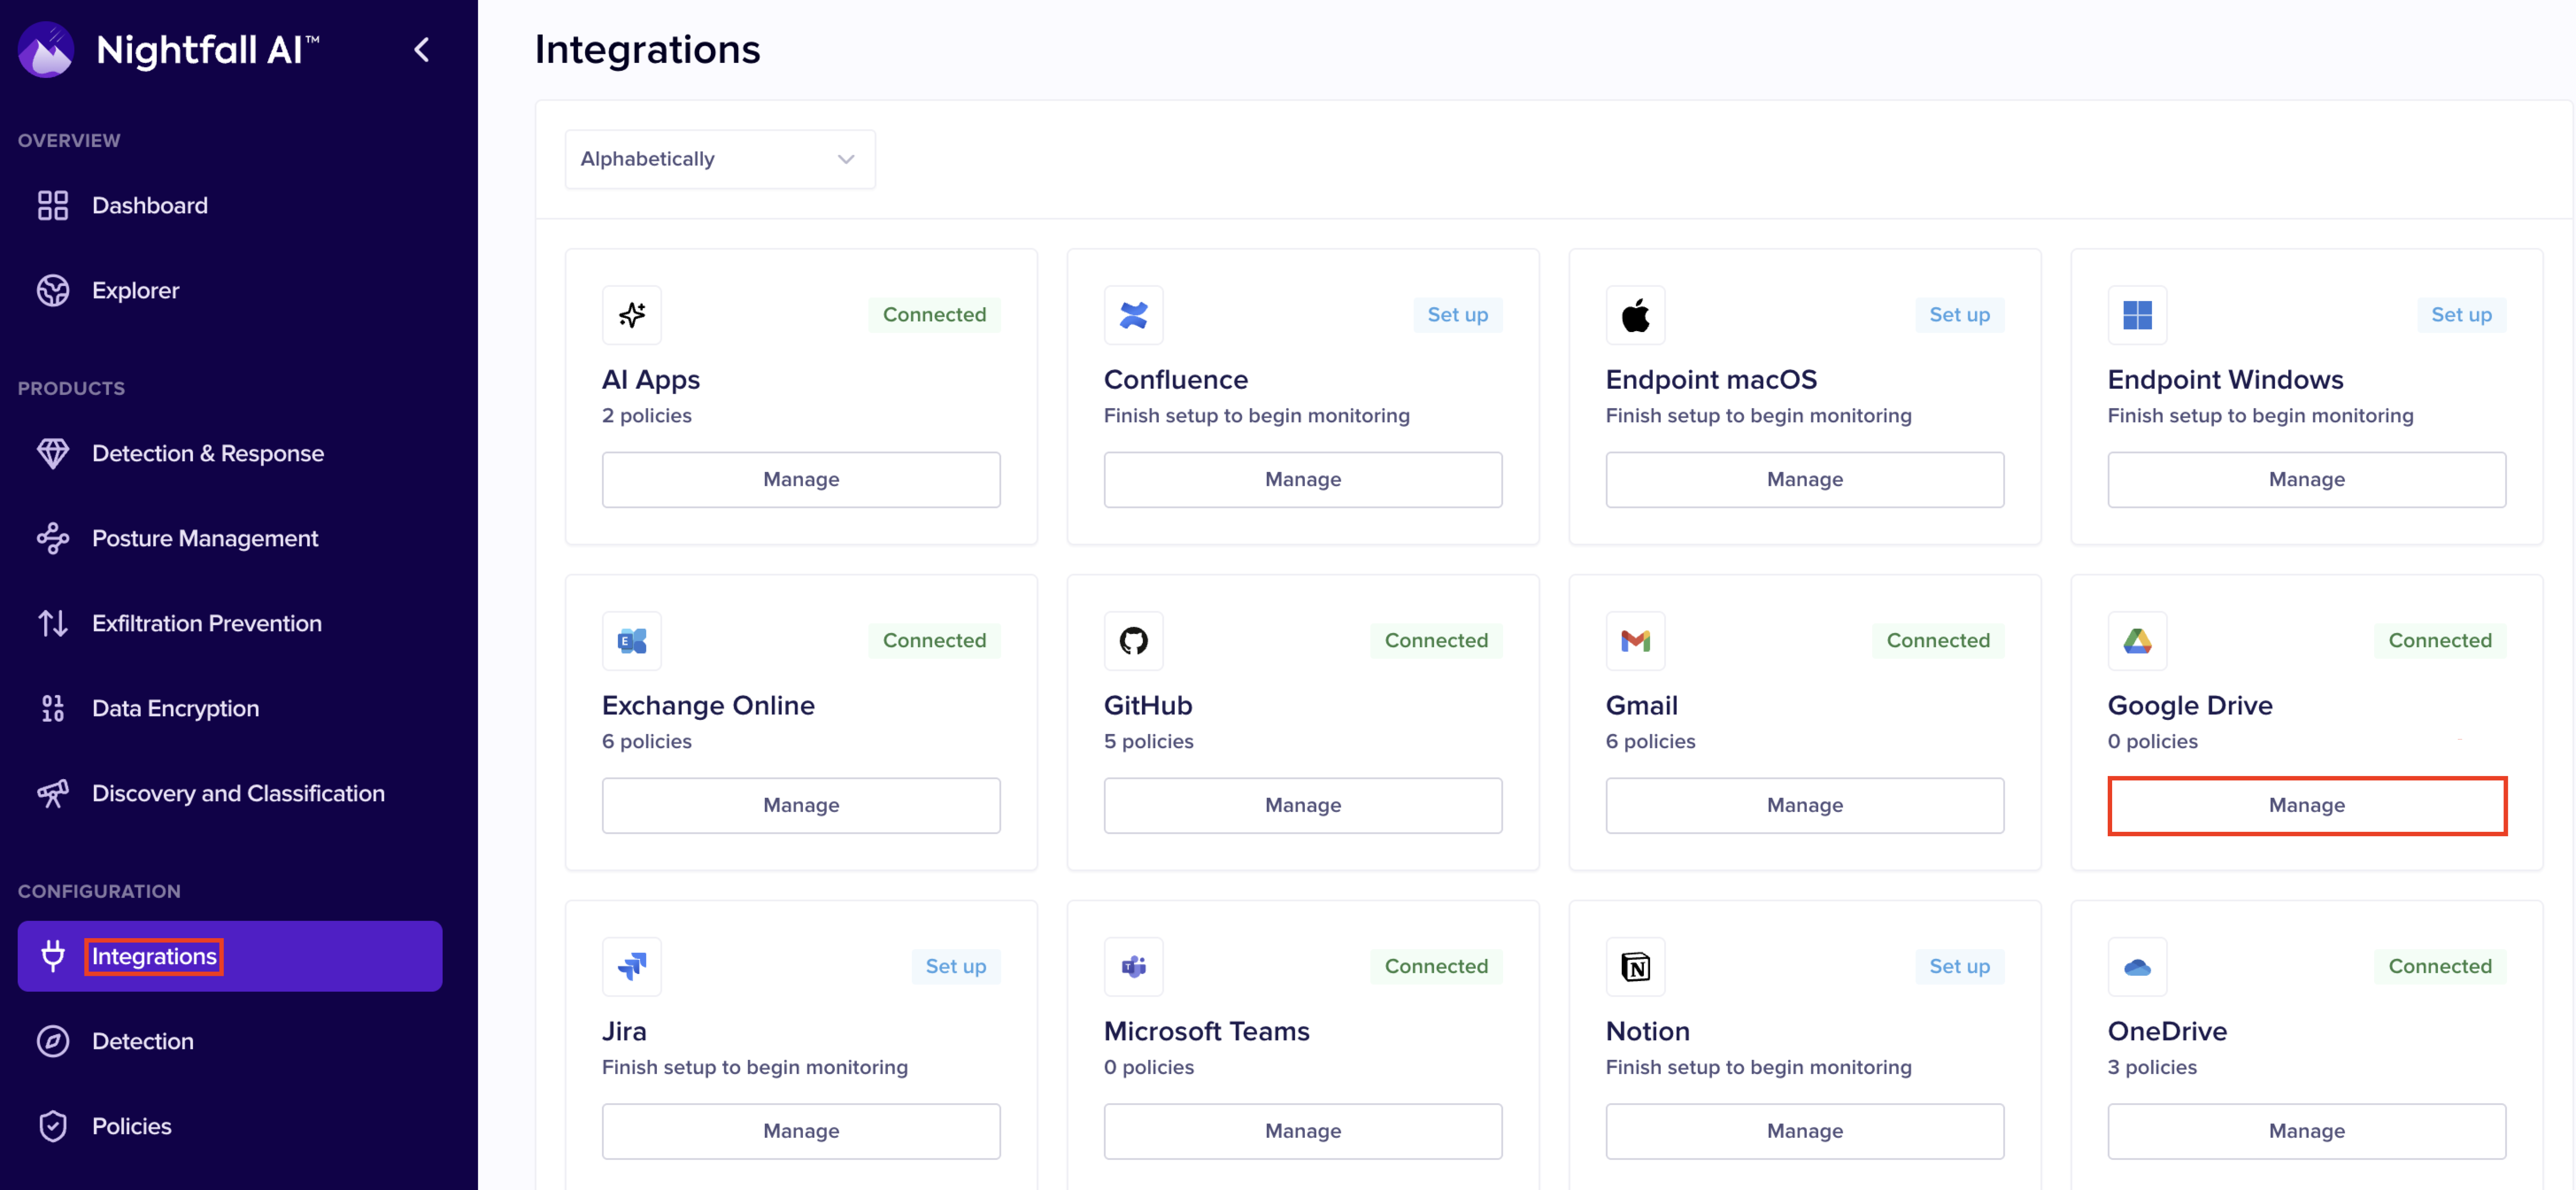 Nightfall AI™
OVERVIEW
Dashboard
Explorer
PRODUCTS
Detection & Response
Posture Management
Exfiltration Prevention
Data Encryption
Discovery and Classification
CONFIGURATION
Integrations
Detection
Policies
Integrations
Alphabetically
Connected
AI Apps
2 policies
Manage
Set up
Confluence
Finish setup to begin monitoring
Manage
Set up
Endpoint macOS
Finish setup to begin monitoring
Manage
Set up
Endpoint Windows
Finish setup to begin monitoring
Manage
Connected
Exchange Online
6 policies
Manage
Connected
GitHub
5 policies
Manage
Connected
Gmail
6 policies
Manage
Connected
Google Drive
0 policies
Manage
Set up
Jira
Finish setup to begin monitoring
Manage
Connected
Microsoft Teams
0 policies
Manage
Set up
Notion
Finish setup to begin monitoring
Manage
Connected
OneDrive
3 policies
Manage